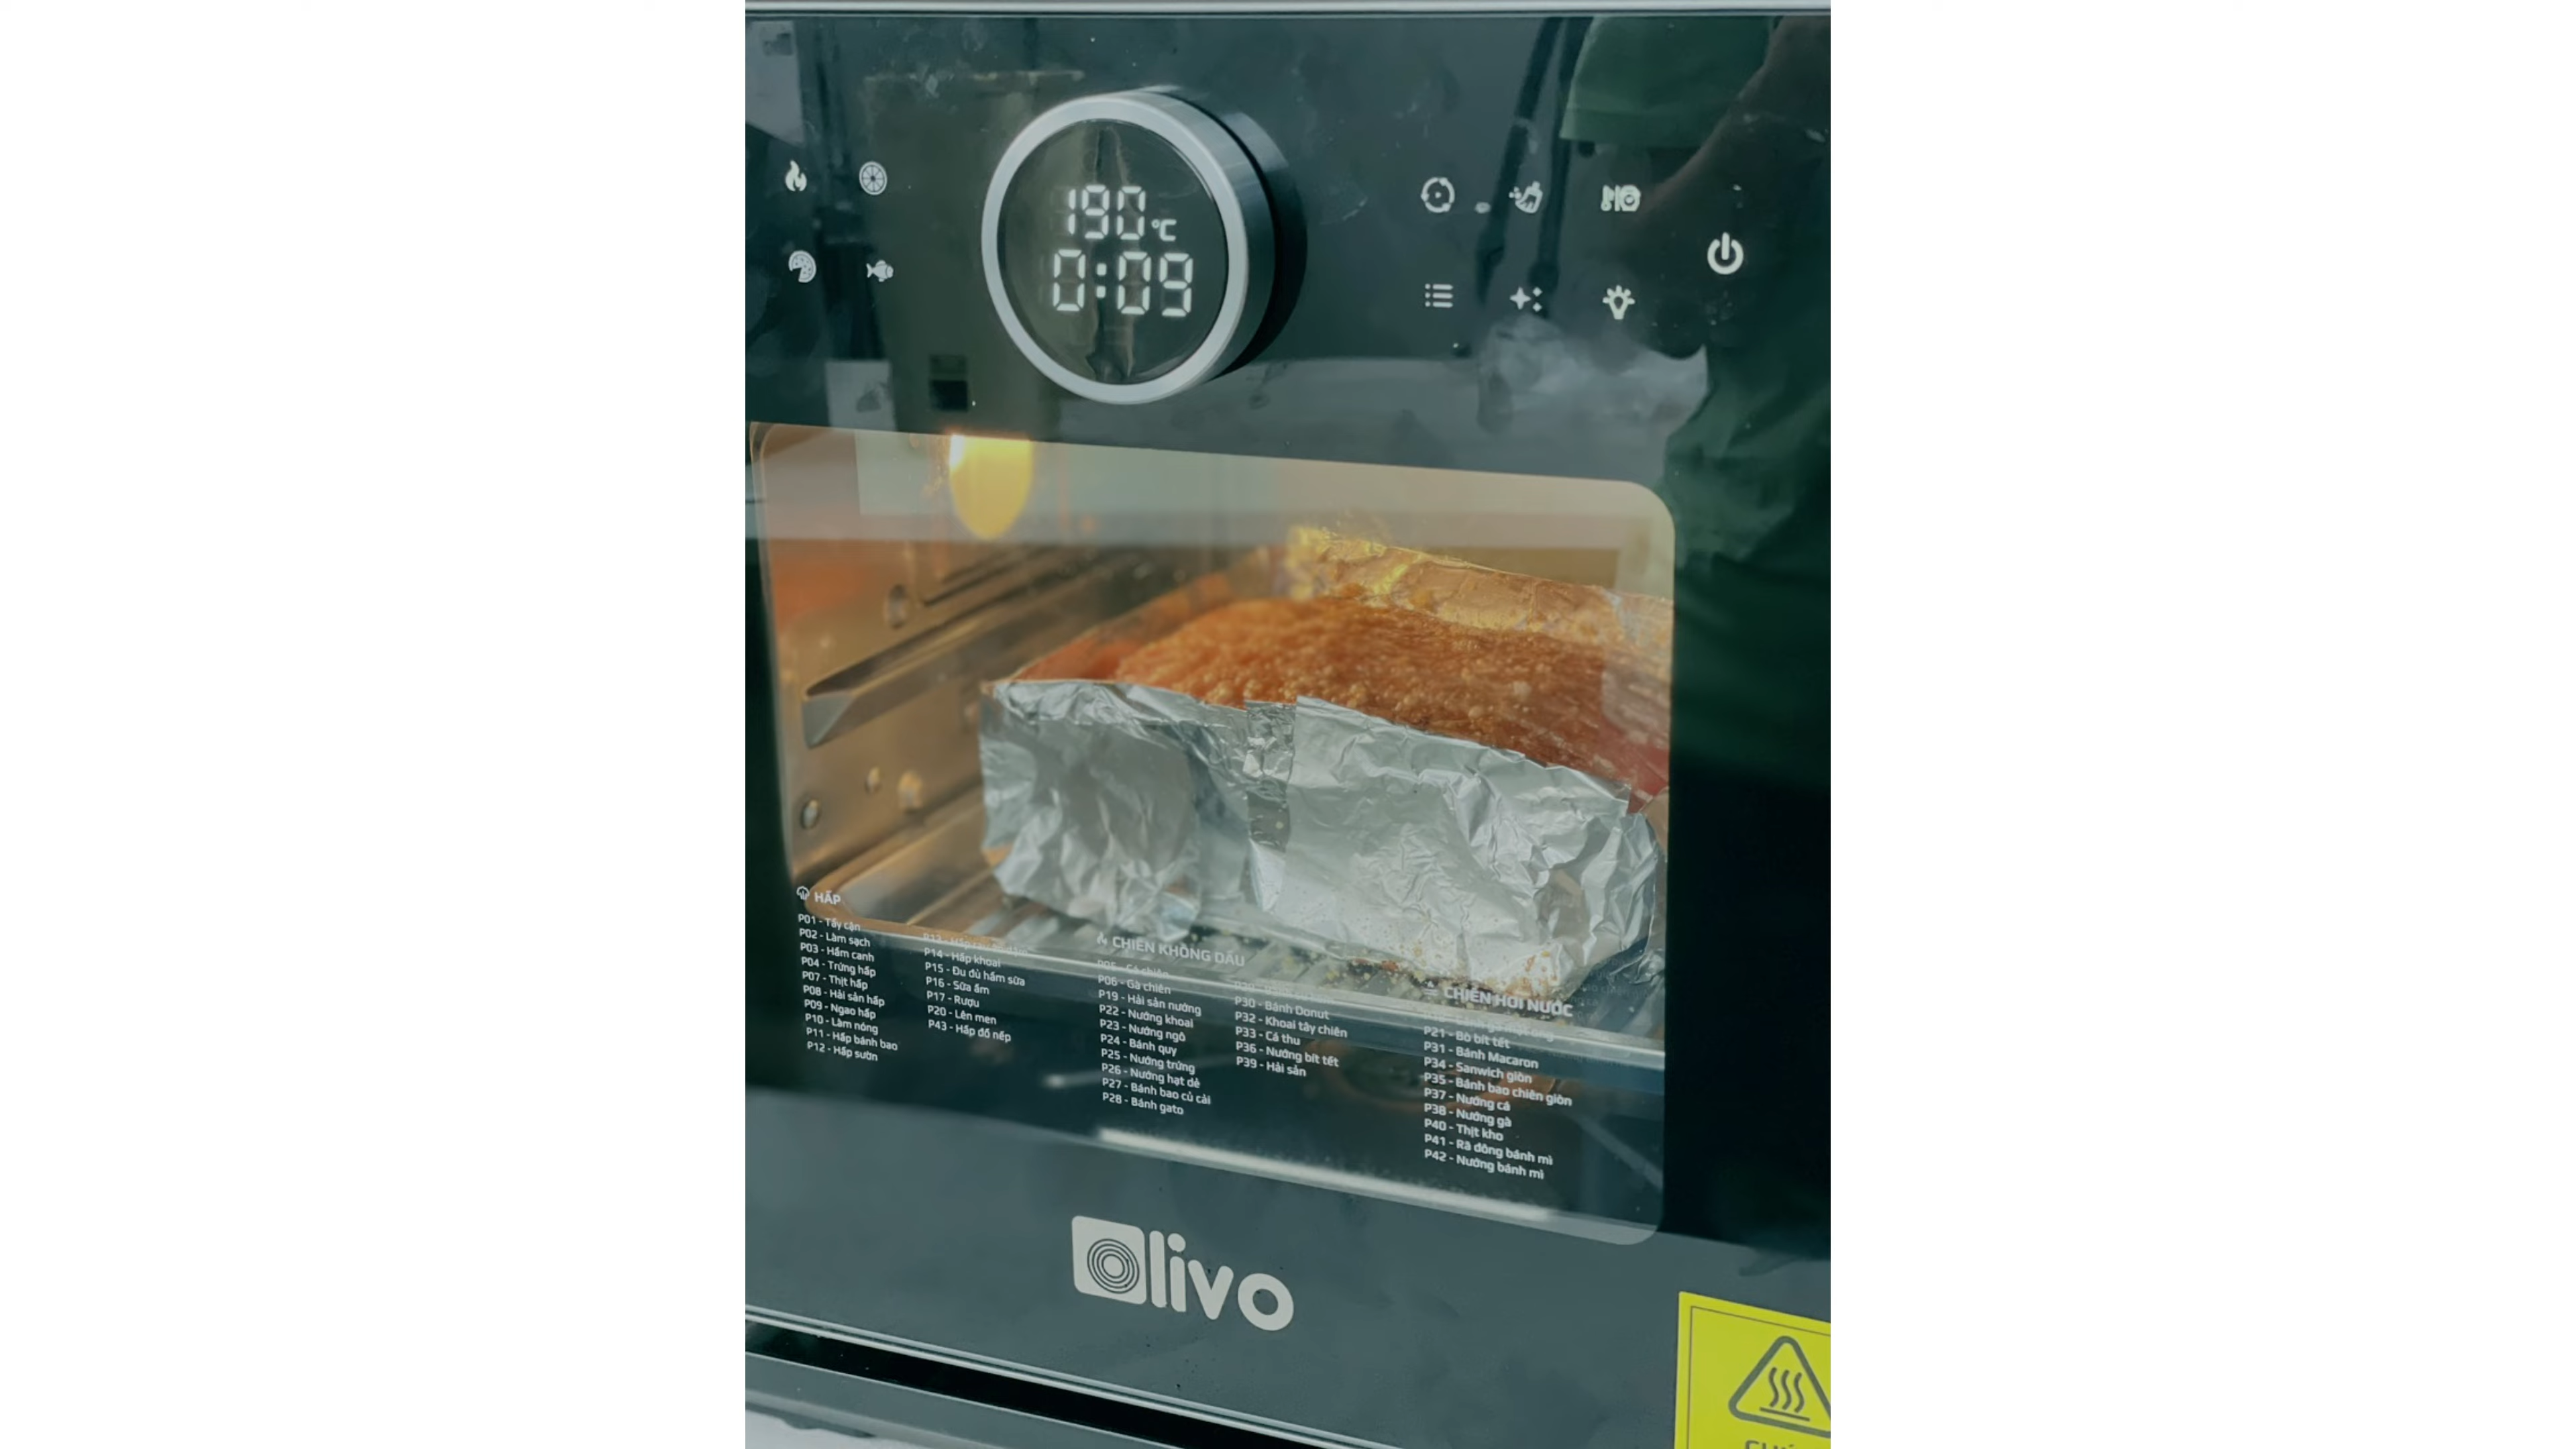 190°C
0:09
HẤP
P01 - Tẩy cặn
P02 - Làm sạch
P03 - Hầm canh
P04 - Trứng hấp
P07 - Thịt hấp
P08 - Hải sản hấp
P09 - Ngao hấp
P10 - Làm nóng
P11 - Hấp bánh bao
P12 - Hấp sườn
P14 - Hấp khoai
P15 - Đu đủ hầm sữa
P16 - Sữa ấm
P17 - Rượu
P20 - Lên men
P43 - Hấp đồ nếp
CHIÊN KHÔNG DẦU
P05 - Cá chiên
P06 - Gà chiên
P19 - Hải sản nướng
P22 - Nướng khoai
P23 - Nướng ngô
P24 - Bánh quy
P25 - Nướng trứng
P26 - Nướng hạt dẻ
P27 - Bánh bao củ cải
P28 - Bánh gato
P30 - Bánh Donut
P32 - Khoai tây chiên
P33 - Cá thu
P36 - Nướng bít tết
P39 - Hải sản
CHIÊN HƠI NƯỚC
P21 - Bò bít tết
P31 - Bánh Macaron
P34 - Sanwich giòn
P35 - Bánh bao chiên giòn
P37 - Nướng cá
P38 - Nướng gà
P40 - Thịt kho
P41 - Rã đông bánh mì
P42 - Nướng bánh mì
Olivo